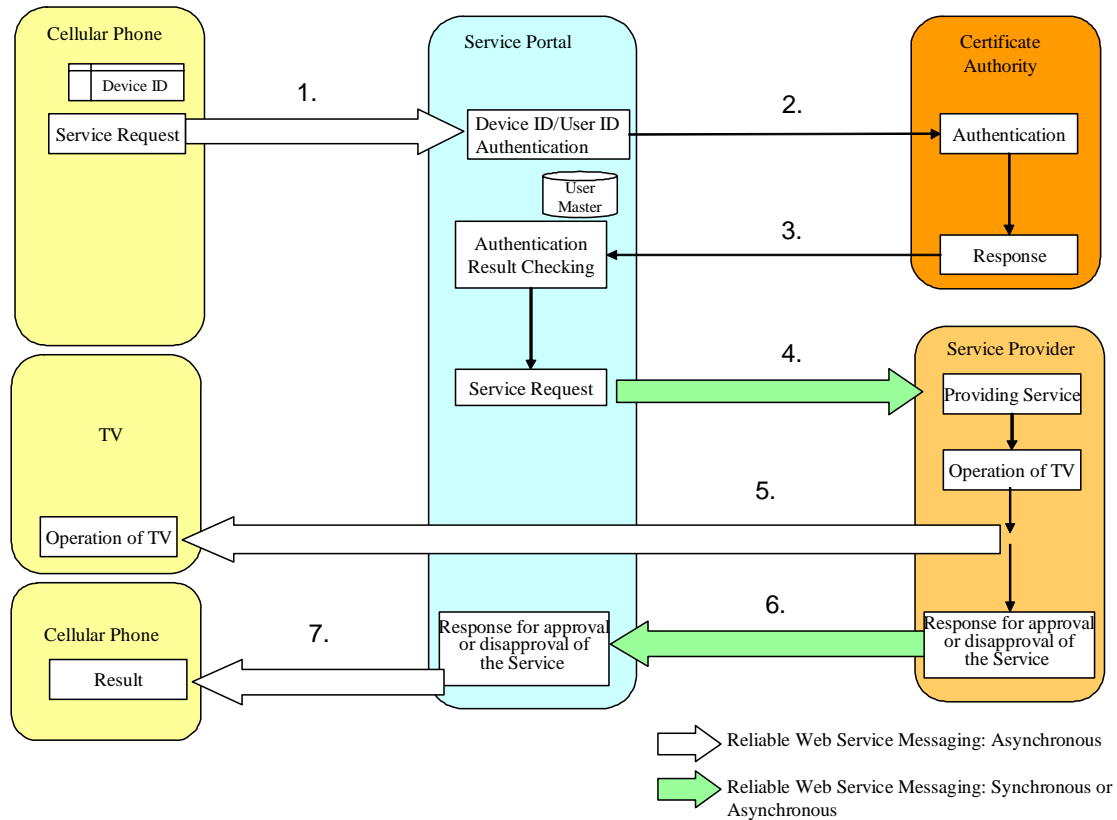 Cellular Phone
Device ID
Service Request
1.
Service Portal
Device ID/User ID
Authentication
User
Master
2.
Certificate
Authority
Authentication
3.
Response
Authentication
Result Checking
Service Request
4.
Service Provider
Providing Service
Operation of TV
TV
Operation of TV
5.
6.
Response for approval
or disapproval of
the Service
Response for approval
or disapproval of
the Service
7.
Cellular Phone
Result
Reliable Web Service Messaging: Asynchronous
Reliable Web Service Messaging: Synchronous or
Asynchronous